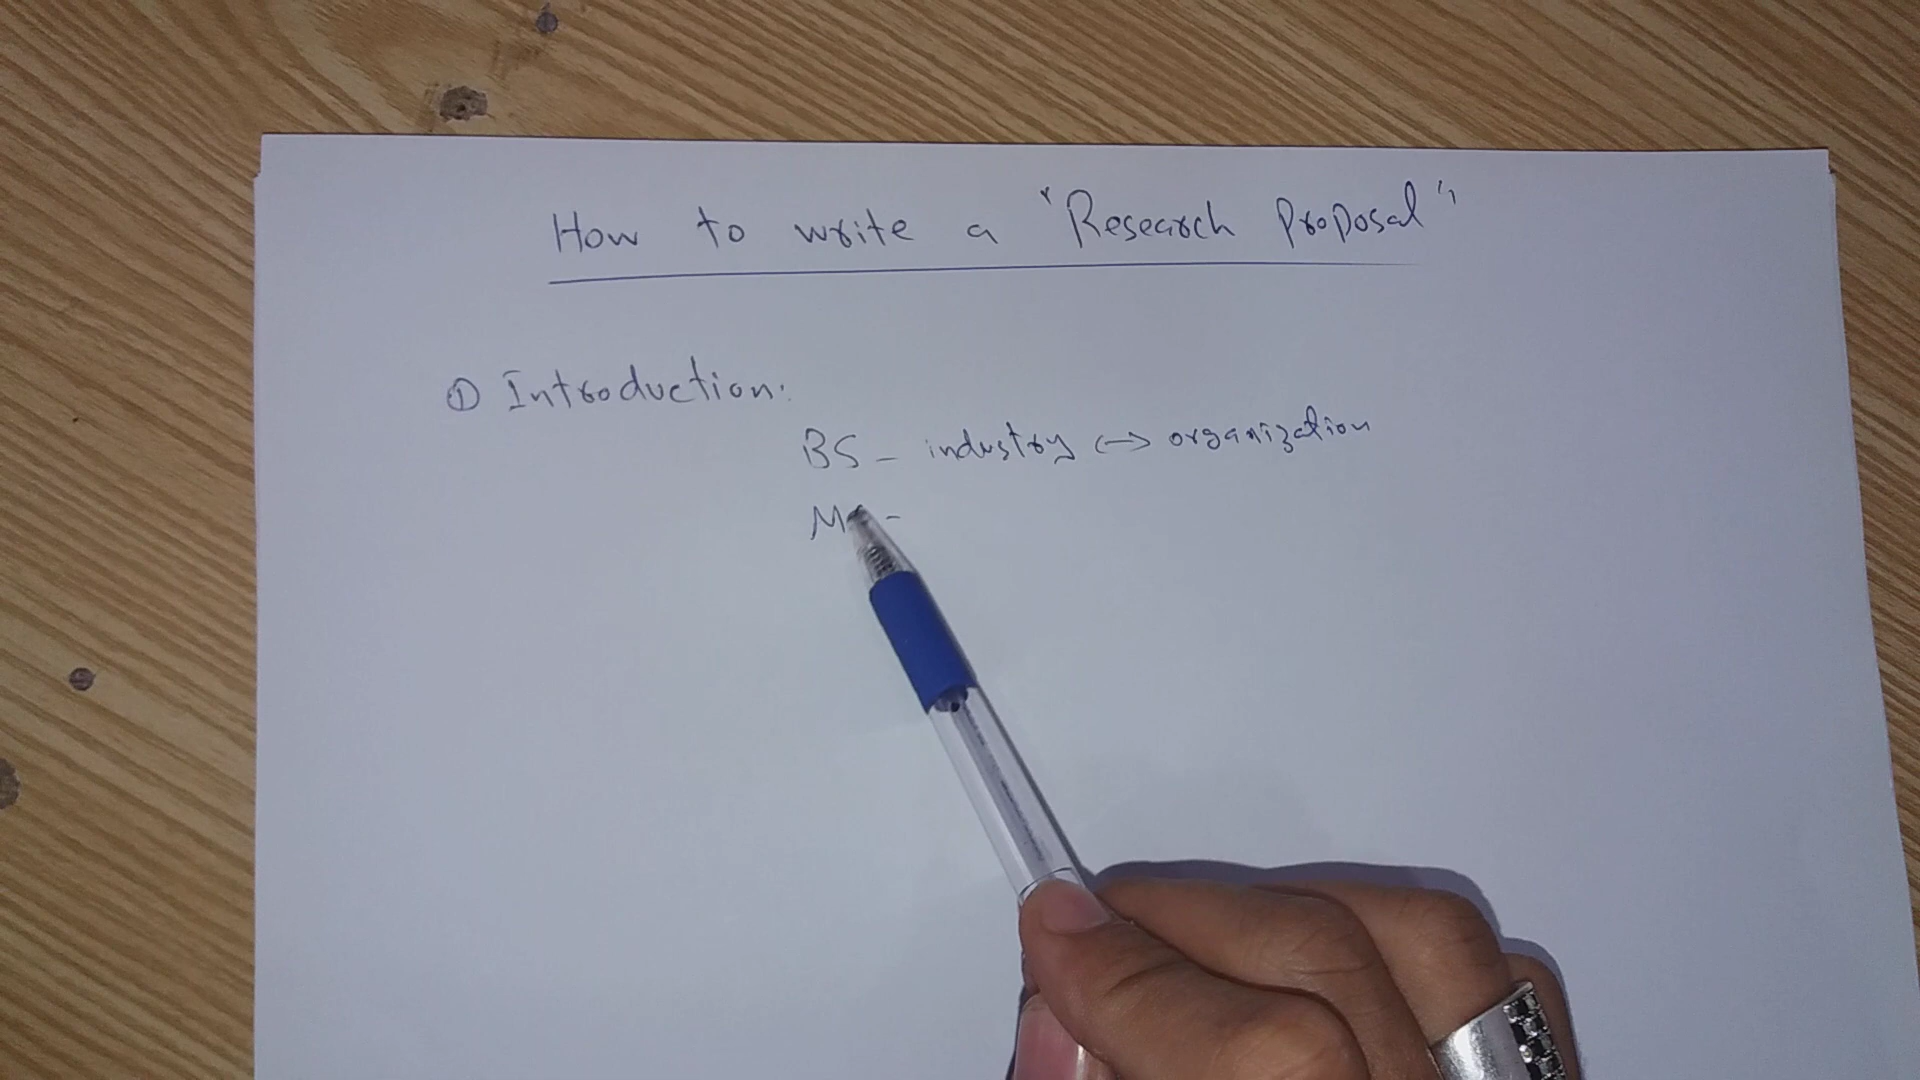 How to write a "Research Proposal"
① Introduction:
BS - industry <-> organization